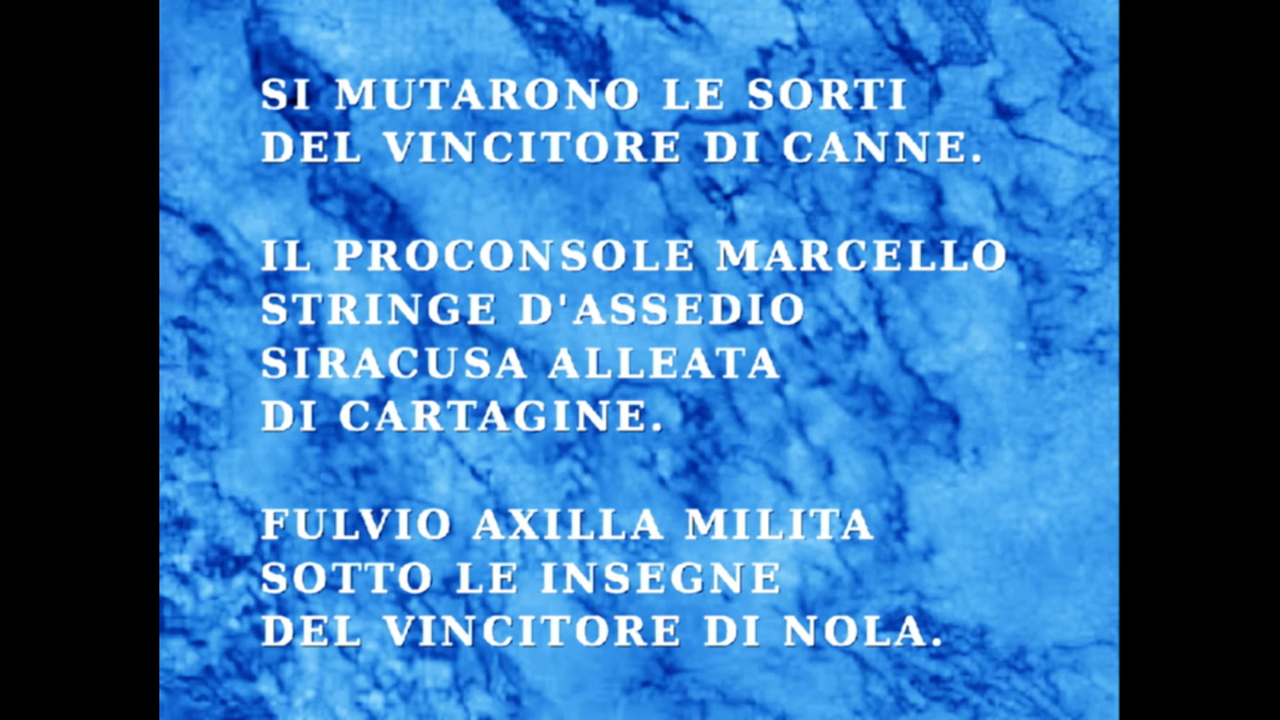 SI MUTARONO LE SORTI
DEL VINCITORE DI CANNE.
IL PROCONSOLE MARCELLO
STRINGE D'ASSEDIO
SIRACUSA ALLEATA
DI CARTAGINE.
FULVIO AXILLA MILITA
SOTTO LE INSEGNE
DEL VINCITORE DI NOLA.